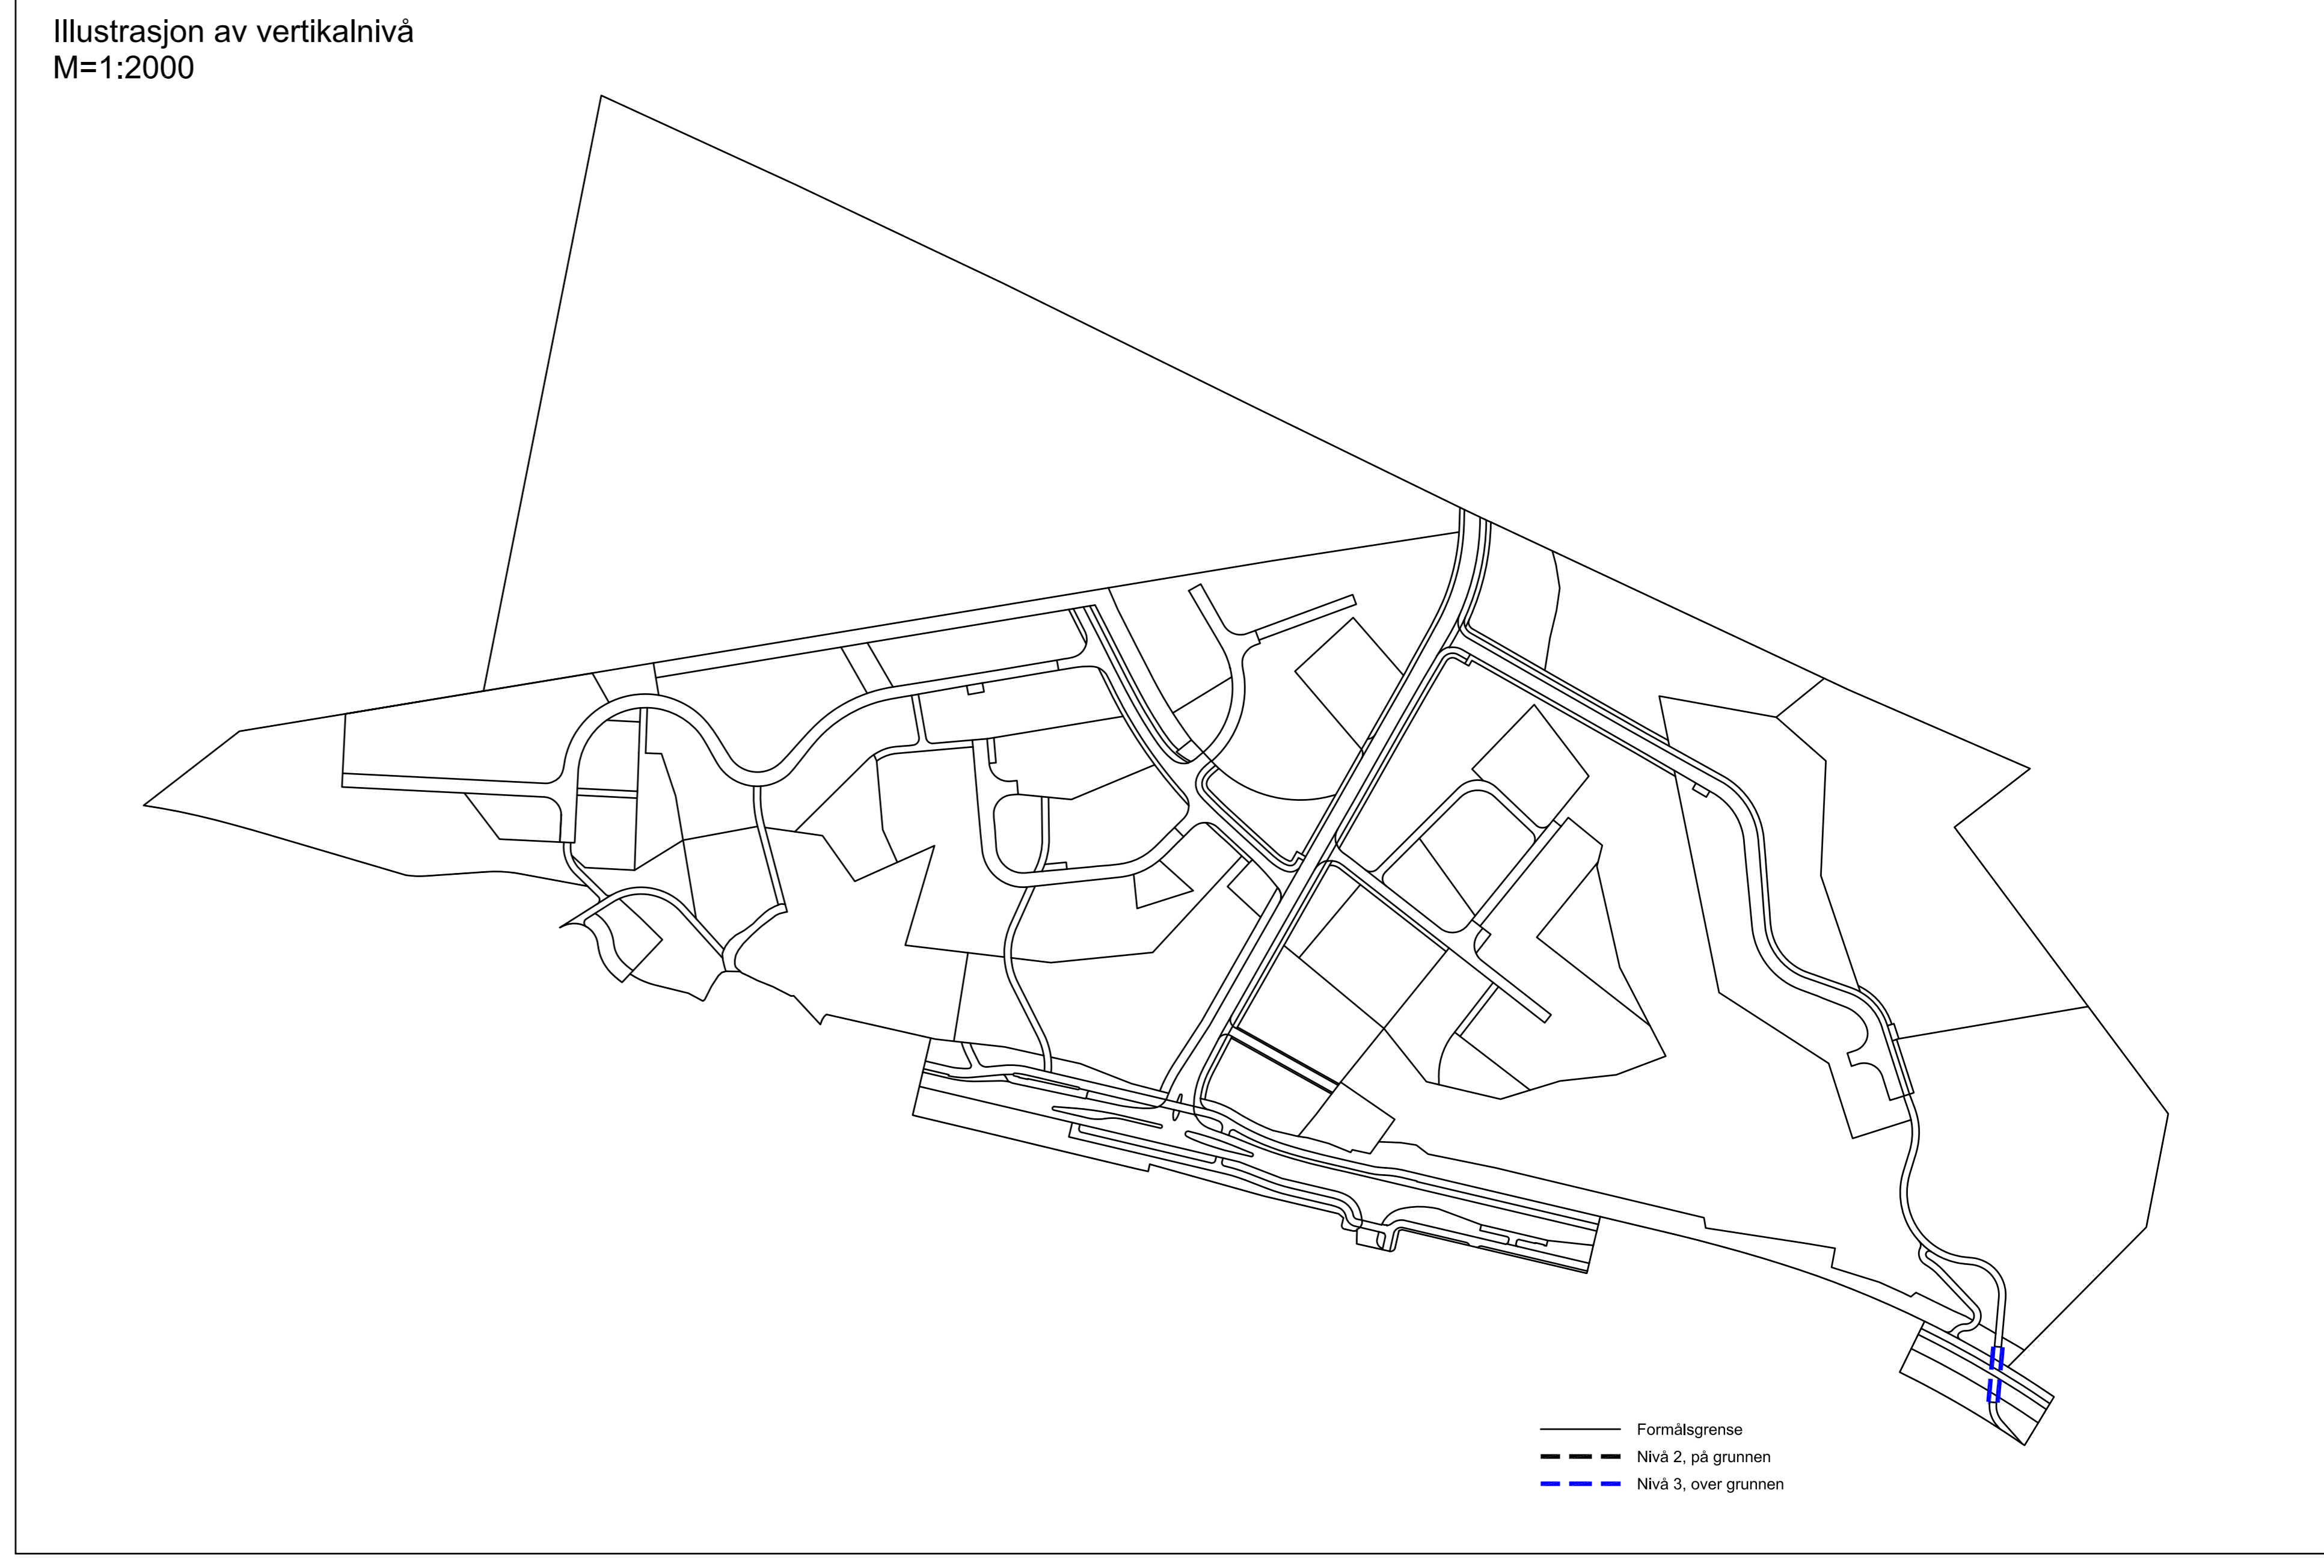 Illustrasjon av vertikalnivå
M=1:2000
Formålsgrense
Nivå 2, på grunnen
Nivå 3, over grunnen